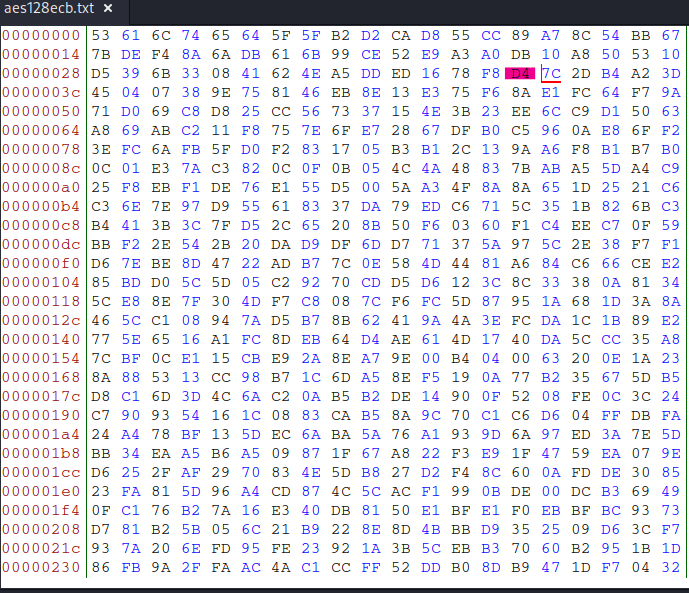 aes128ecb.txt ×
00000000 53 61 6C 74 65 64 5F 5F B2 D2 CA D8 55 CC 89 A7 8C 54 BB 67
00000014 7B DE F4 8A 6A DB 61 6B 99 CE 52 E9 A3 A0 DB 10 A8 50 53 10
00000028 D5 39 6B 33 08 41 62 4E A5 DD ED 16 78 F8 D4 7C 2D B4 A2 3D
0000003c 45 04 07 38 9E 75 81 46 EB 8E 13 E3 75 F6 8A E1 FC 64 F7 9A
00000050 71 D0 69 C8 D8 25 CC 56 73 37 15 4E 3B 23 EE 6C C9 D1 50 63
00000064 A8 69 AB C2 11 F8 75 7E 6F E7 28 67 DF B0 C5 96 0A E8 6F F2
00000078 3E FC 6A FB 5F D0 F2 83 17 05 B3 B1 2C 13 9A A6 F8 B1 B7 B0
0000008c 0C 01 E3 7A C3 82 0C 0F 0B 05 4C 4A 48 83 7B AB A5 5D A4 C9
000000a0 25 F8 EB F1 DE 76 E1 55 D5 00 5A A3 4F 8A 8A 65 1D 25 21 C6
000000b4 C3 6E 7E 97 D9 55 61 83 37 DA 79 ED C6 71 5C 35 1B 82 6B C3
000000c8 B4 41 3B 3C 7F D5 2C 65 20 8B 50 F6 03 60 F1 C4 EE C7 0F 59
000000dc BB F2 2E 54 2B 20 DA D9 DF 6D D7 71 37 5A 97 5C 2E 38 F7 F1
000000f0 D6 7E BE 8D 47 22 AD B7 7C 0E 58 4D 44 81 A6 84 C6 66 CE E2
00000104 85 BD D0 5C 5D 05 C2 92 70 CD D5 D6 12 3C 8C 33 38 0A 81 34
00000118 5C E8 8E 7F 30 4D F7 C8 08 7C F6 FC 5D 87 95 1A 68 1D 3A 8A
0000012c 46 5C C1 08 94 7A D5 B7 8B 62 41 9A 4A 3E FC DA 1C 1B 89 E2
00000140 77 5E 65 16 A1 FC 8D EB 64 D4 AE 61 4D 17 40 DA 5C CC 35 A8
00000154 7C BF 0C E1 15 CB E9 2A 8E A7 9E 00 B4 04 00 63 20 0E 1A 23
00000168 8A 88 53 13 CC 98 B7 1C 6D A5 8E F5 19 0A 77 B2 35 67 5D B5
0000017c D8 C1 6D 3D 4C 6A C2 0A B5 B2 DE 14 90 0F 52 08 FE 0C 3C 24
00000190 C7 90 93 54 16 1C 08 83 CA B5 8A 9C 70 C1 C6 D6 04 FF DB FA
000001a4 24 A4 78 BF 13 5D EC 6A BA 5A 76 A1 93 9D 6A 97 ED 3A 7E 5D
000001b8 BB 34 EA A5 B6 A5 09 87 1F 67 A8 22 F3 E9 1F 47 59 EA 07 9E
000001cc D6 25 2F AF 29 70 83 4E 5D B8 27 D2 F4 8C 60 0A FD DE 30 85
000001e0 23 FA 81 5D 96 A4 CD 87 4C 5C AC F1 99 0B DE 00 DC B3 69 49
000001f4 0F C1 76 B2 7A 16 E3 40 DB 81 50 E1 BF E1 F0 EB BF BC 93 73
00000208 D7 81 B2 5B 05 6C 21 B9 22 8E 8D 4B BB D9 35 25 09 D6 3C F7
0000021c 93 7A 20 6E FD 95 FE 23 92 1A 3B 5C EB B3 70 60 B2 95 1B 1D
00000230 86 FB 9A 2F FA AC 4A C1 CC FF 52 DD B0 8D B9 47 1D F7 04 32